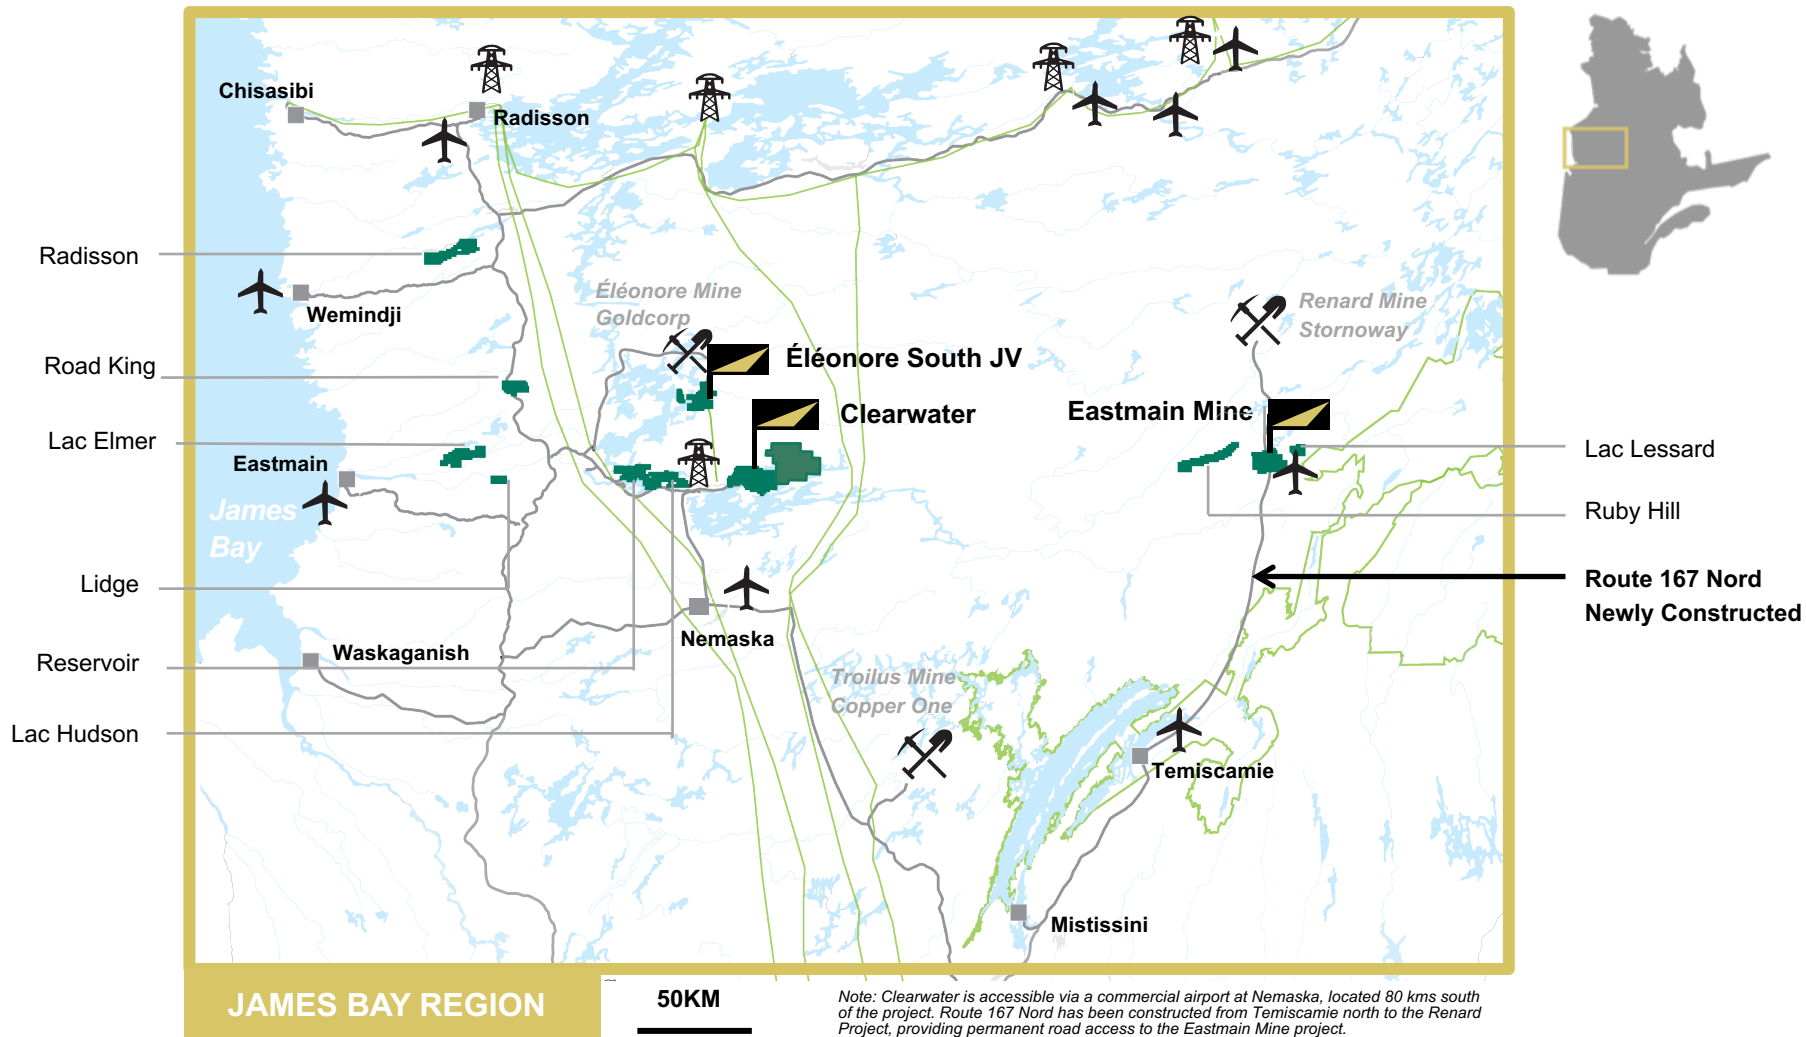 Chisasibi
Radisson
Radisson
Wemindji
Éléonore Mine
Goldcorp
Renard Mine
Stornoway
Éléonore South JV
Road King
Clearwater
Eastmain Mine
Lac Elmer
Eastmain
Lac Lessard
James
Bay
Ruby Hill
Lidge
Route 167 Nord
Newly Constructed
Nemaska
Waskaganish
Reservoir
Troilus Mine
Copper One
Lac Hudson
Temiscamie
Mistissini
JAMES BAY REGION
50KM
Note: Clearwater is accessible via a commercial airport at Nemaska, located 80 kms south
of the project. Route 167 Nord has been constructed from Temiscamie north to the Renard
Project, providing permanent road access to the Eastmain Mine project.